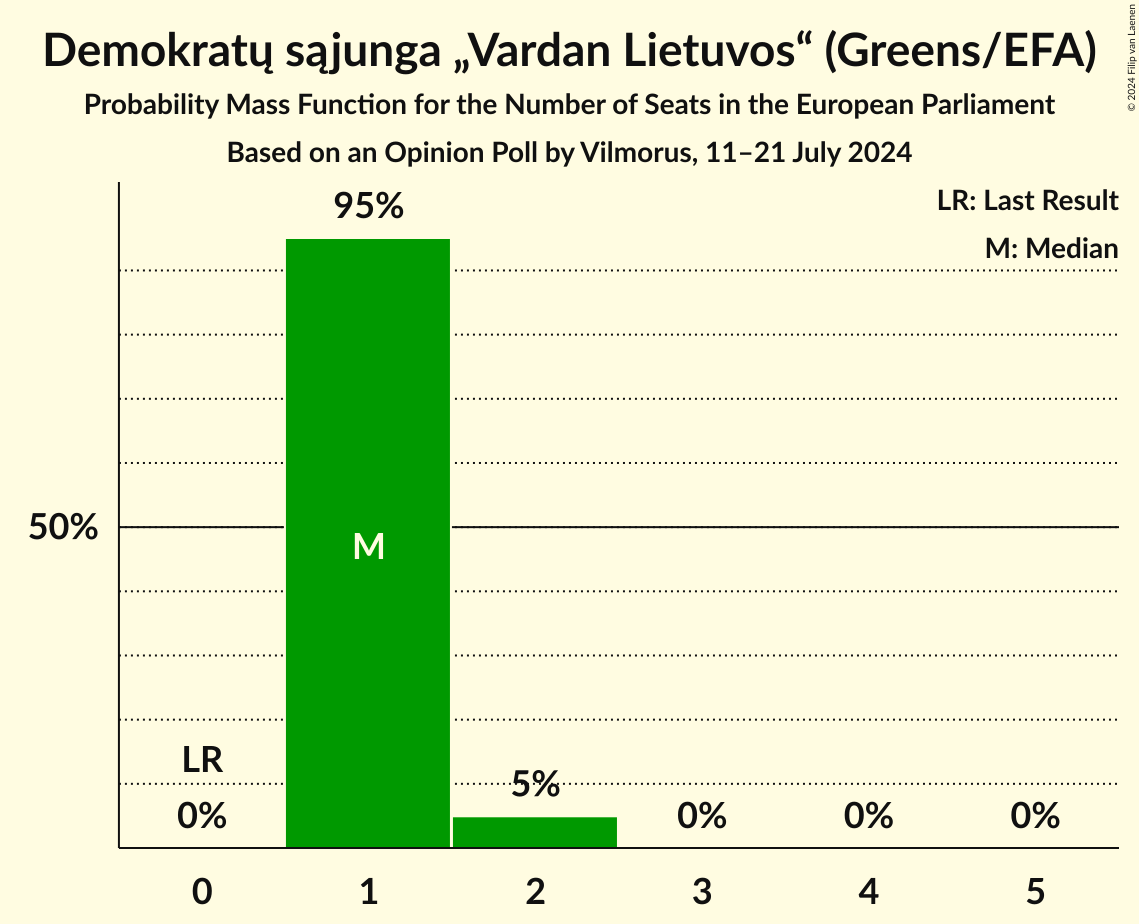 Demokratų sąjunga „Vardan Lietuvos“ (Greens/EFA)
Probability Mass Function for the Number of Seats in the European Parliament
Based on an Opinion Poll by Vilmorus, 11–21 July 2024
© 2024 Filip van Laenen
LR: Last Result
M: Median
95%
50%
M
LR
5%
0%
0%
0%
0%
0
1
2
3
4
5